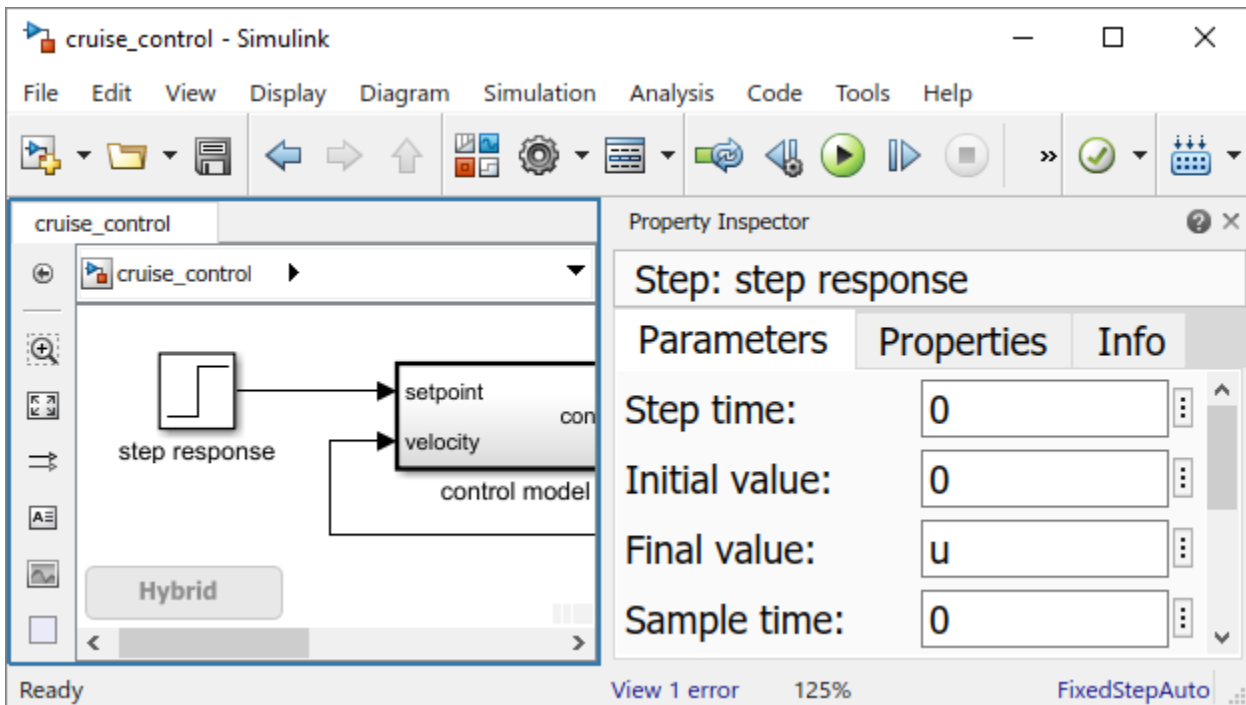 cruise_control - Simulink
File Edit View Display Diagram Simulation Analysis Code Tools Help
cruise_control
cruise_control
setpoint
con
velocity
step response
control model
Hybrid
Property Inspector
Step: step response
Parameters Properties Info
Step time: 0
Initial value: 0
Final value: u
Sample time: 0
Ready View 1 error 125% FixedStepAuto